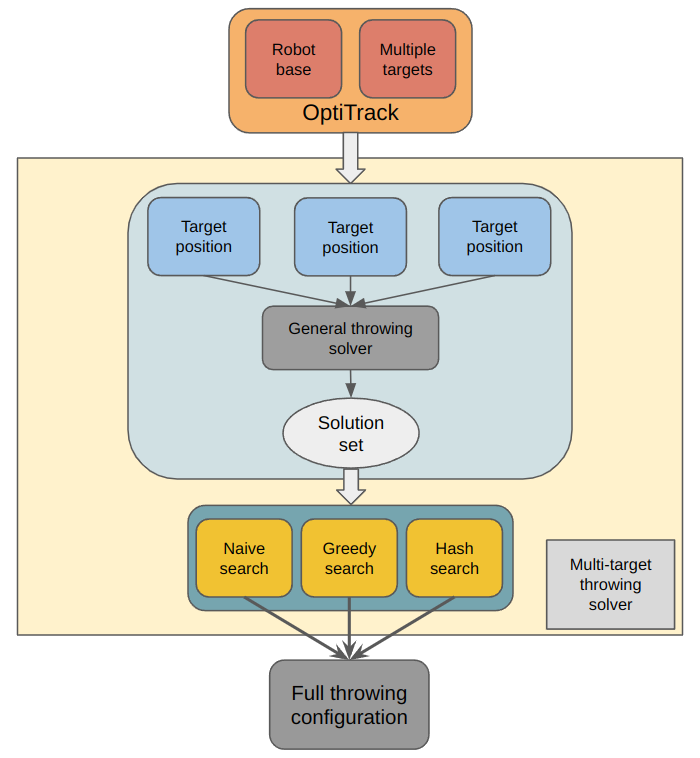 Robot
base
Multiple
targets
OptiTrack
Target
position
Target
position
Target
position
General throwing
solver
Solution
set
Naive
search
Greedy
search
Hash
search
Multi-target
throwing
solver
Full throwing
configuration